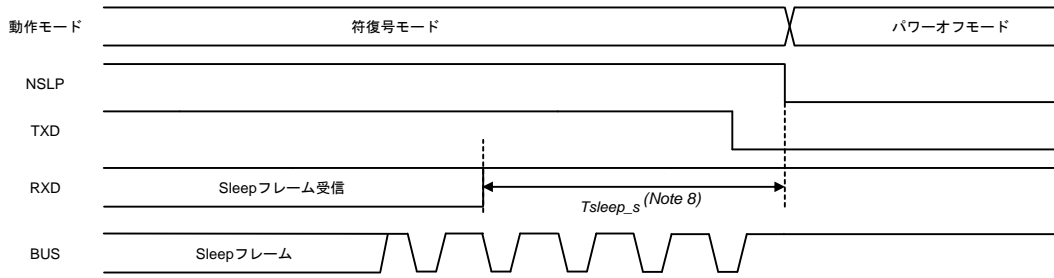 動作モード
符復号モード
パワーオフモード
NSLP
TXD
RXD
Sleepフレーム受信
Tsleep_s (Note 8)
BUS
Sleepフレーム